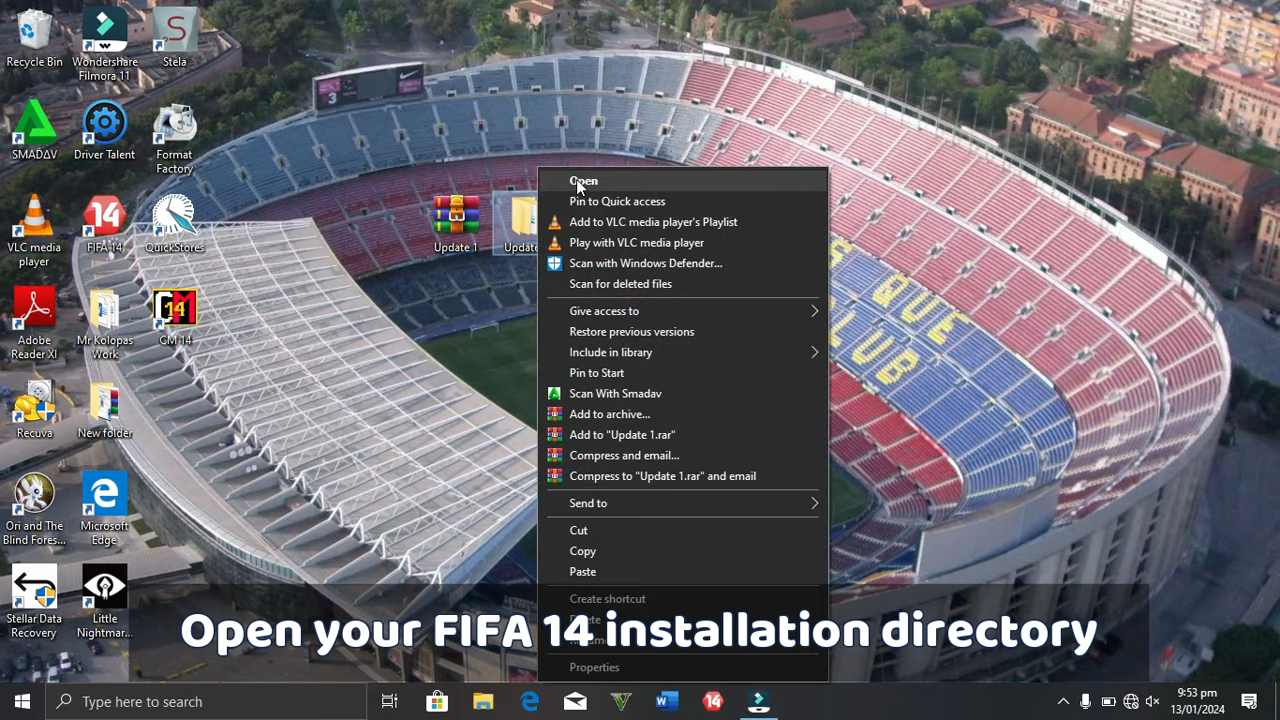 Recycle Bin
Wondershare
Filmora 11
Stela
SMADΔV
Driver Talent
Format
Factory
VLC media
player
FIFA 14
QuickStores
Update 1
Update
Adobe
Reader XI
Mr Kolopas
Work
CM 14
Recuva
New folder
Ori and The
Blind Fores...
Microsoft
Edge
Stellar Data
Recovery
Little
Nightmar...
Open
Pin to Quick access
Add to VLC media player's Playlist
Play with VLC media player
Scan with Windows Defender...
Scan for deleted files
Give access to
Restore previous versions
Include in library
Pin to Start
Scan With Smadav
Add to archive...
Add to "Update 1.rar"
Compress and email...
Compress to "Update 1.rar" and email
Send to
Cut
Copy
Paste
Create shortcut
Properties
Open your FIFA 14 installation directory
Type here to search
9:53 pm
13/01/2024